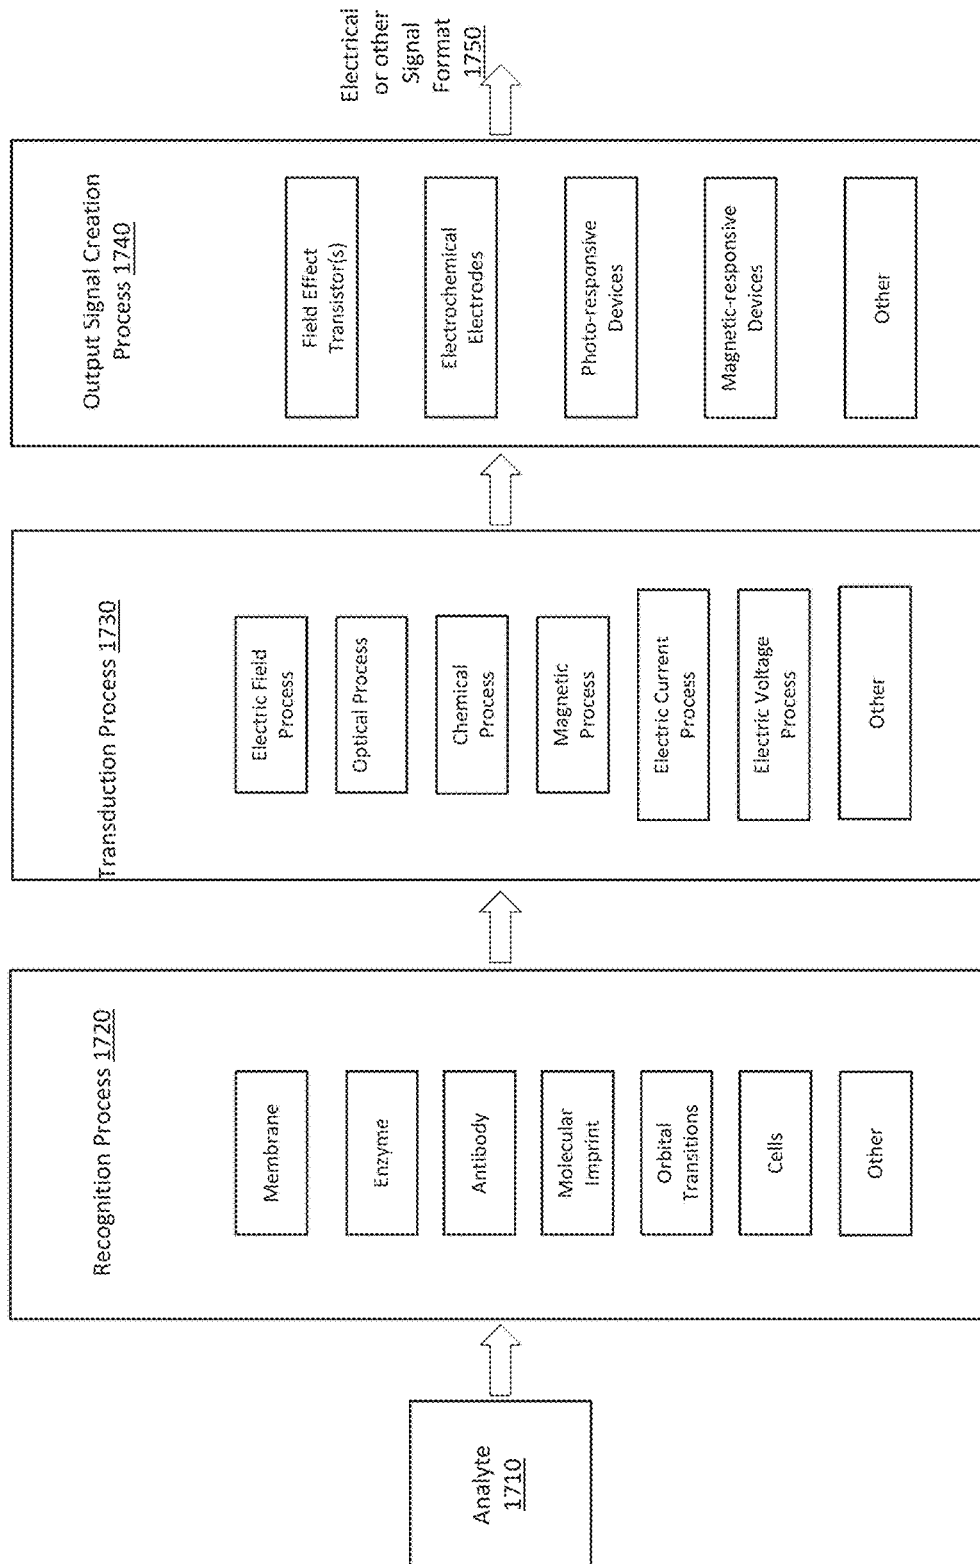 Analyte
1710
Recognition Process 1720
Membrane
Enzyme
Antibody
Molecular
Imprint
Orbital
Transitions
Cells
Other
Transduction Process 1730
Electric Field
Process
Optical Process
Chemical
Process
Magnetic
Process
Electric Current
Process
Electric Voltage
Process
Other
Output Signal Creation
Process 1740
Field Effect
Transistor(s)
Electrochemical
Electrodes
Photo-responsive
Devices
Magnetic-responsive
Devices
Other
Electrical
or other
Signal
Format
1750